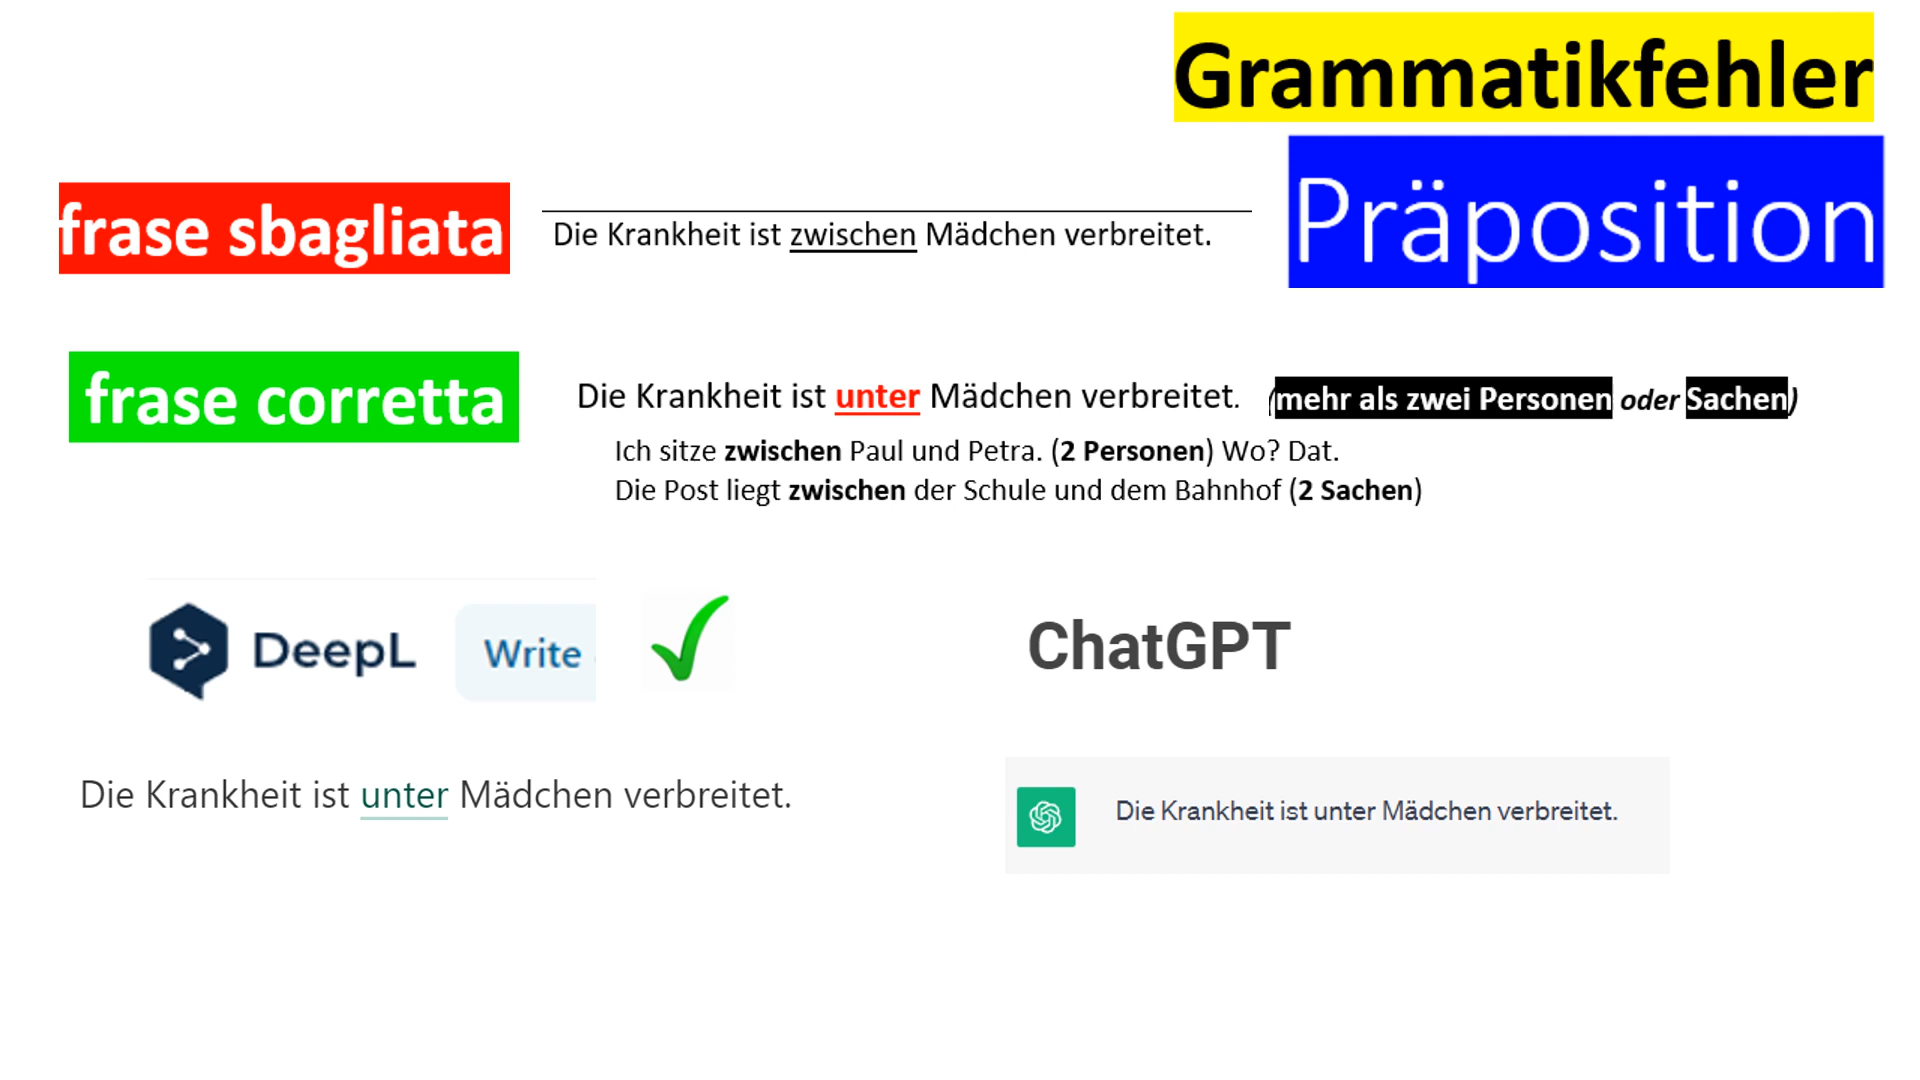 Grammatikfehler
Präposition
frase sbagliata
Die Krankheit ist zwischen Mädchen verbreitet.
frase corretta
Die Krankheit ist unter Mädchen verbreitet. (mehr als zwei Personen oder Sachen)
Ich sitze zwischen Paul und Petra. (2 Personen) Wo? Dat.
Die Post liegt zwischen der Schule und dem Bahnhof (2 Sachen)
DeepL Write
ChatGPT
Die Krankheit ist unter Mädchen verbreitet.
Die Krankheit ist unter Mädchen verbreitet.